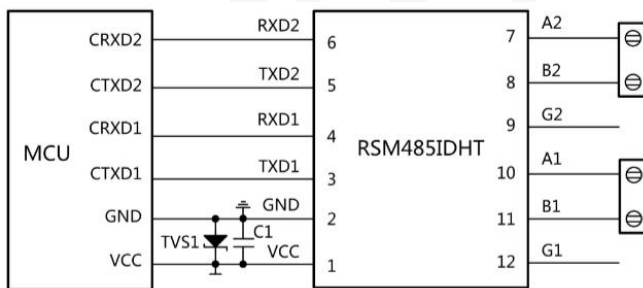 CRXD2 RXD2 6 7 A2
CTXD2 TXD2 5 8 B2
CRXD1 RXD1 4 9 G2
MCU RSM485IDHT
CTXD1 TXD1 3 10 A1
GND GND 2 11 B1
TVS1 C1
VCC VCC 1 12 G1